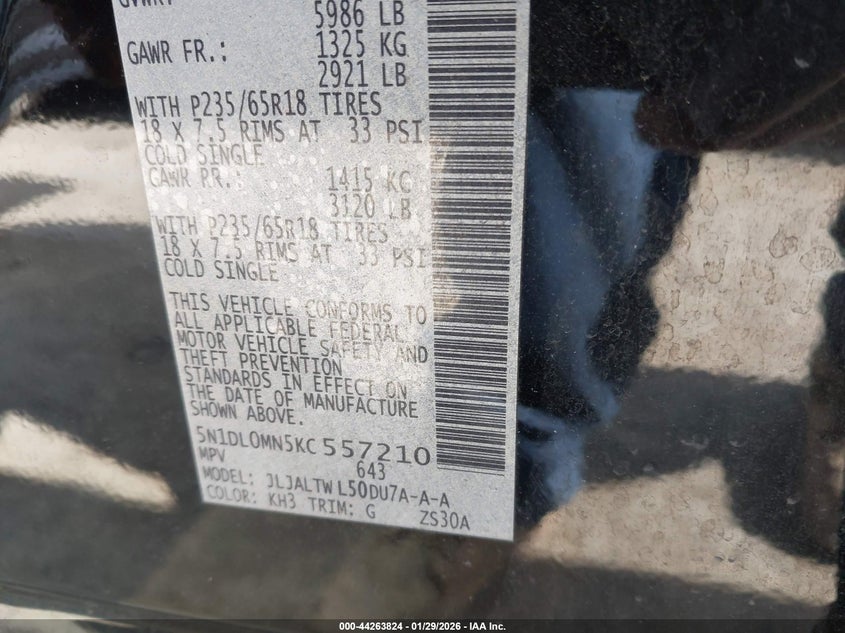 5986 LB
GAWR FR.: 1325 KG
2921 LB
WITH P235/65R18 TIRES
18 X 7.5 RIMS AT 33 PSI
COLD SINGLE
GAWR RR.: 1415 KG
3120 LB
WITH P235/65R18 TIRES
18 X 7.5 RIMS AT 33 PSI
COLD SINGLE
THIS VEHICLE CONFORMS TO
ALL APPLICABLE FEDERAL
MOTOR VEHICLE SAFETY AND
THEFT PREVENTION
STANDARDS IN EFFECT ON
THE DATE OF MANUFACTURE
SHOWN ABOVE.
5N1DL0MN5KC 557210
MPV 643
MODEL: JLJALTW L50DU7A-A-A
COLOR: KH3 TRIM: G ZS30A
000-44263824 - 01/29/2026 - IAA Inc.